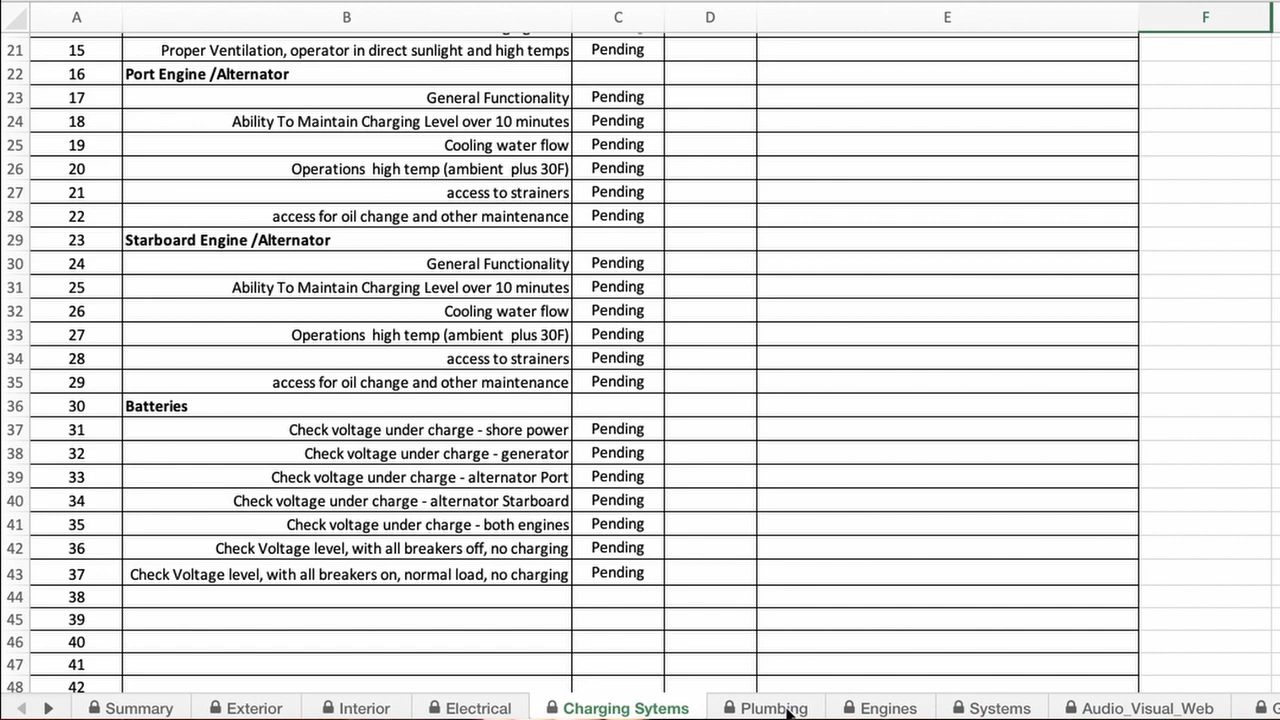 A B C D E F
21 15 Proper Ventilation, operator in direct sunlight and high temps Pending
22 16 Port Engine /Alternator
23 17 General Functionality Pending
24 18 Ability To Maintain Charging Level over 10 minutes Pending
25 19 Cooling water flow Pending
26 20 Operations  high temp (ambient  plus 30F) Pending
27 21 access to strainers Pending
28 22 access for oil change and other maintenance Pending
29 23 Starboard Engine /Alternator
30 24 General Functionality Pending
31 25 Ability To Maintain Charging Level over 10 minutes Pending
32 26 Cooling water flow Pending
33 27 Operations  high temp (ambient  plus 30F) Pending
34 28 access to strainers Pending
35 29 access for oil change and other maintenance Pending
36 30 Batteries
37 31 Check voltage under charge - shore power Pending
38 32 Check voltage under charge - generator Pending
39 33 Check voltage under charge - alternator Port Pending
40 34 Check voltage under charge - alternator Starboard Pending
41 35 Check voltage under charge - both engines Pending
42 36 Check Voltage level, with all breakers off, no charging Pending
43 37 Check Voltage level, with all breakers on, normal load, no charging Pending
44 38
45 39
46 40
47 41
48 42
Summary Exterior Interior Electrical Charging Sytems Plumbing Engines Systems Audio_Visual_Web